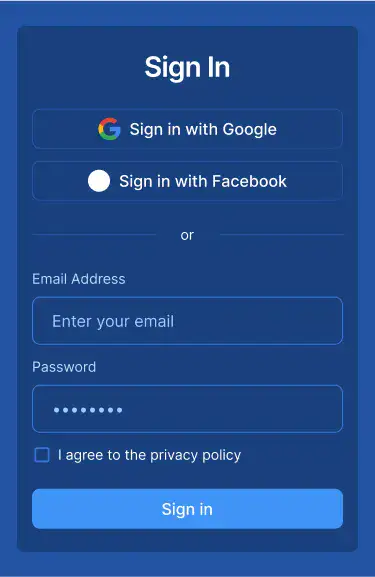 Sign In
Sign in with Google
Sign in with Facebook
or
Email Address
Enter your email
Password
••••••••
I agree to the privacy policy
Sign in